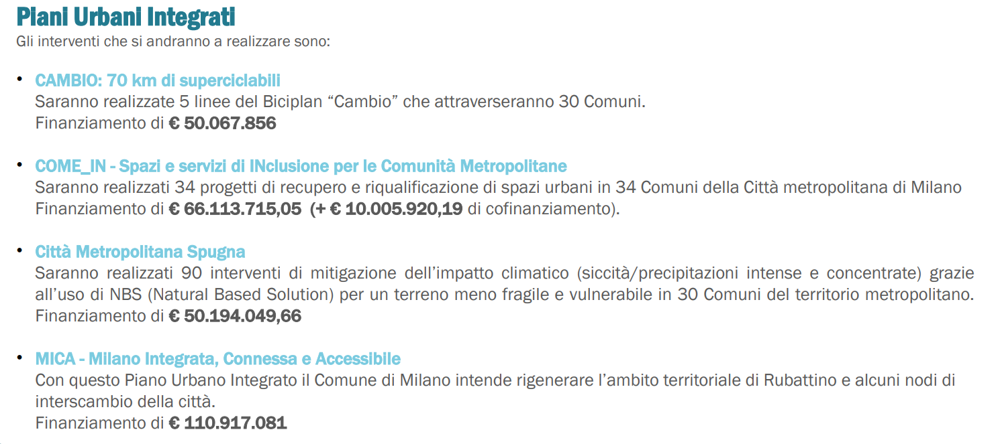 Piani Urbani Integrati
Gli interventi che si andranno a realizzare sono:
• CAMBIO: 70 km di superciclabili
Saranno realizzate 5 linee del Biciplan “Cambio” che attraverseranno 30 Comuni.
Finanziamento di € 50.067.856
• COME_IN - Spazi e servizi di INclusione per le Comunità Metropolitane
Saranno realizzati 34 progetti di recupero e riqualificazione di spazi urbani in 34 Comuni della Città metropolitana di Milano
Finanziamento di € 66.113.715,05 (+ € 10.005.920,19 di cofinanziamento).
• Città Metropolitana Spugna
Saranno realizzati 90 interventi di mitigazione dell’impatto climatico (siccità/precipitazioni intense e concentrate) grazie
all’uso di NBS (Natural Based Solution) per un terreno meno fragile e vulnerabile in 30 Comuni del territorio metropolitano.
Finanziamento di € 50.194.049,66
• MICA - Milano Integrata, Connessa e Accessibile
Con questo Piano Urbano Integrato il Comune di Milano intende rigenerare l’ambito territoriale di Rubattino e alcuni nodi di
interscambio della città.
Finanziamento di € 110.917.081